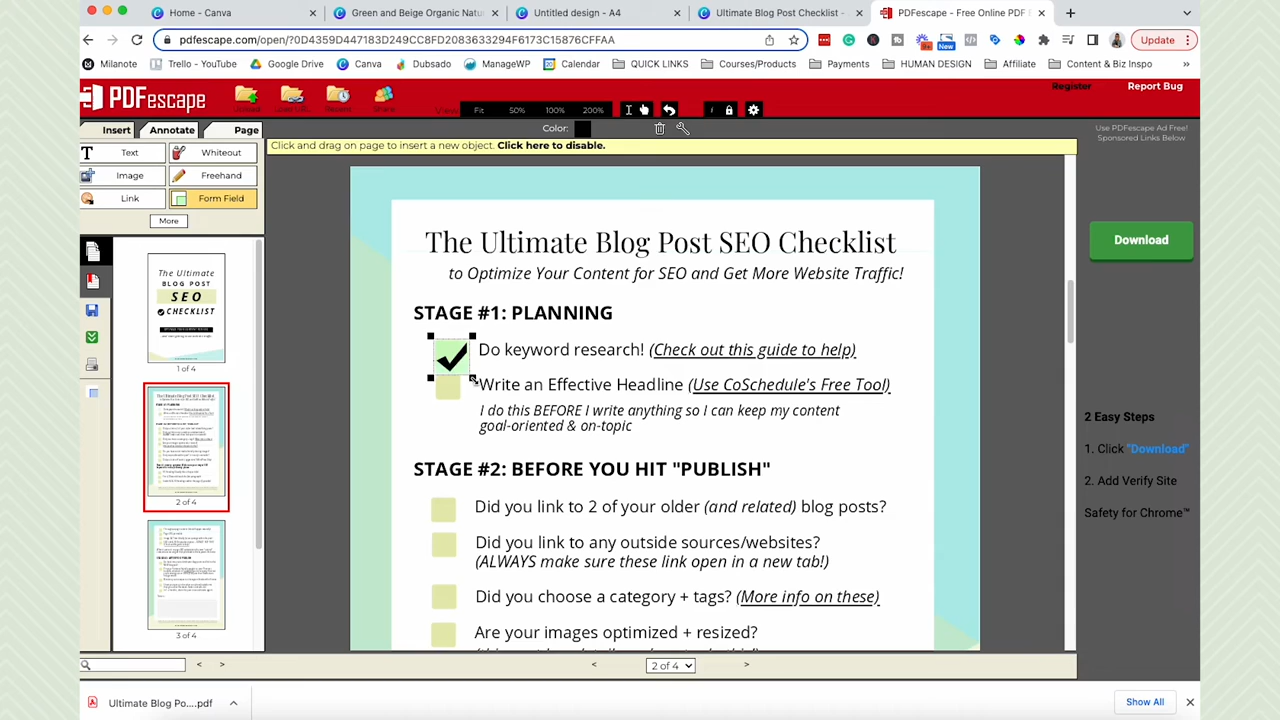 Home - Canva
Green and Beige Organic Natu
Untitled design - A4
Ultimate Blog Post Checklist -
PDFescape - Free Online PDF
pdfescape.com/open/?0D4359D447183D249CC8FD2083633294F6173C15876CFFAA
New
Update
Milanote
Trello - YouTube
Google Drive
Canva
Dubsado
ManageWP
Calendar
QUICK LINKS
Courses/Products
Payments
HUMAN DESIGN
Affiliate
Content & Biz Inspo
»
PDFescape
Upload
Recent
Share
Fit
50%
100%
200%
Register
Report Bug
Insert
Annotate
Page
Color:
Click and drag on page to insert a new object. Click here to disable.
Use PDFescape Ad Free!
Sponsored Links Below
Text
Whiteout
Image
Freehand
Link
Form Field
More
The Ultimate
BLOG POST
SEO
CHECKLIST
1 of 4
2 of 4
3 of 4
The Ultimate Blog Post SEO Checklist
to Optimize Your Content for SEO and Get More Website Traffic!
STAGE #1: PLANNING
Do keyword research! (Check out this guide to help)
Write an Effective Headline (Use CoSchedule's Free Tool)
I do this BEFORE I write anything so I can keep my content
goal-oriented & on-topic
STAGE #2: BEFORE YOU HIT "PUBLISH"
Did you link to 2 of your older (and related) blog posts?
Did you link to any outside sources/websites?
(ALWAYS make sure these link open in a new tab!)
Did you choose a category + tags? (More info on these)
Are your images optimized + resized?
Download
2 Easy Steps
1. Click "Download"
2. Add Verify Site
Safety for Chrome™
< >
< 2 of 4 >
Ultimate Blog Po....pdf
Show All